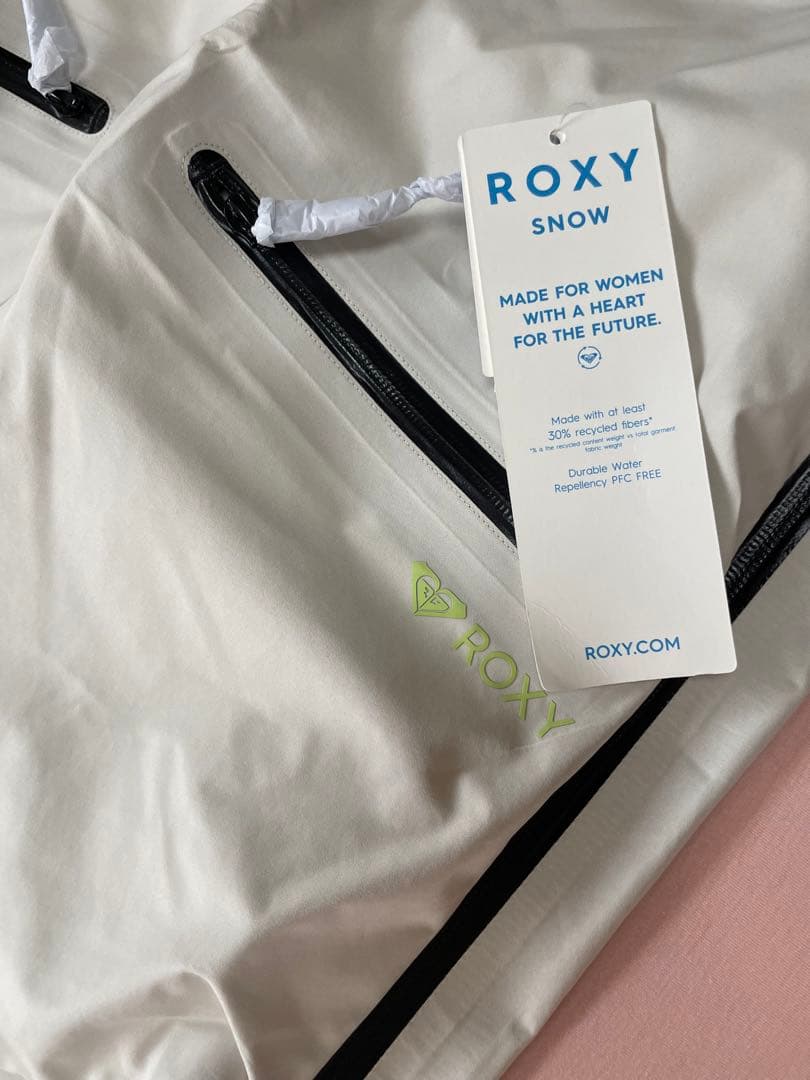 ROXY
SNOW
MADE FOR WOMEN
WITH A HEART
FOR THE FUTURE.
Made with at least
30% recycled fibers*
*% is the recycled content weight vs total garment
fabric weight
Durable Water
Repellency PFC FREE
ROXY.COM
ROXY